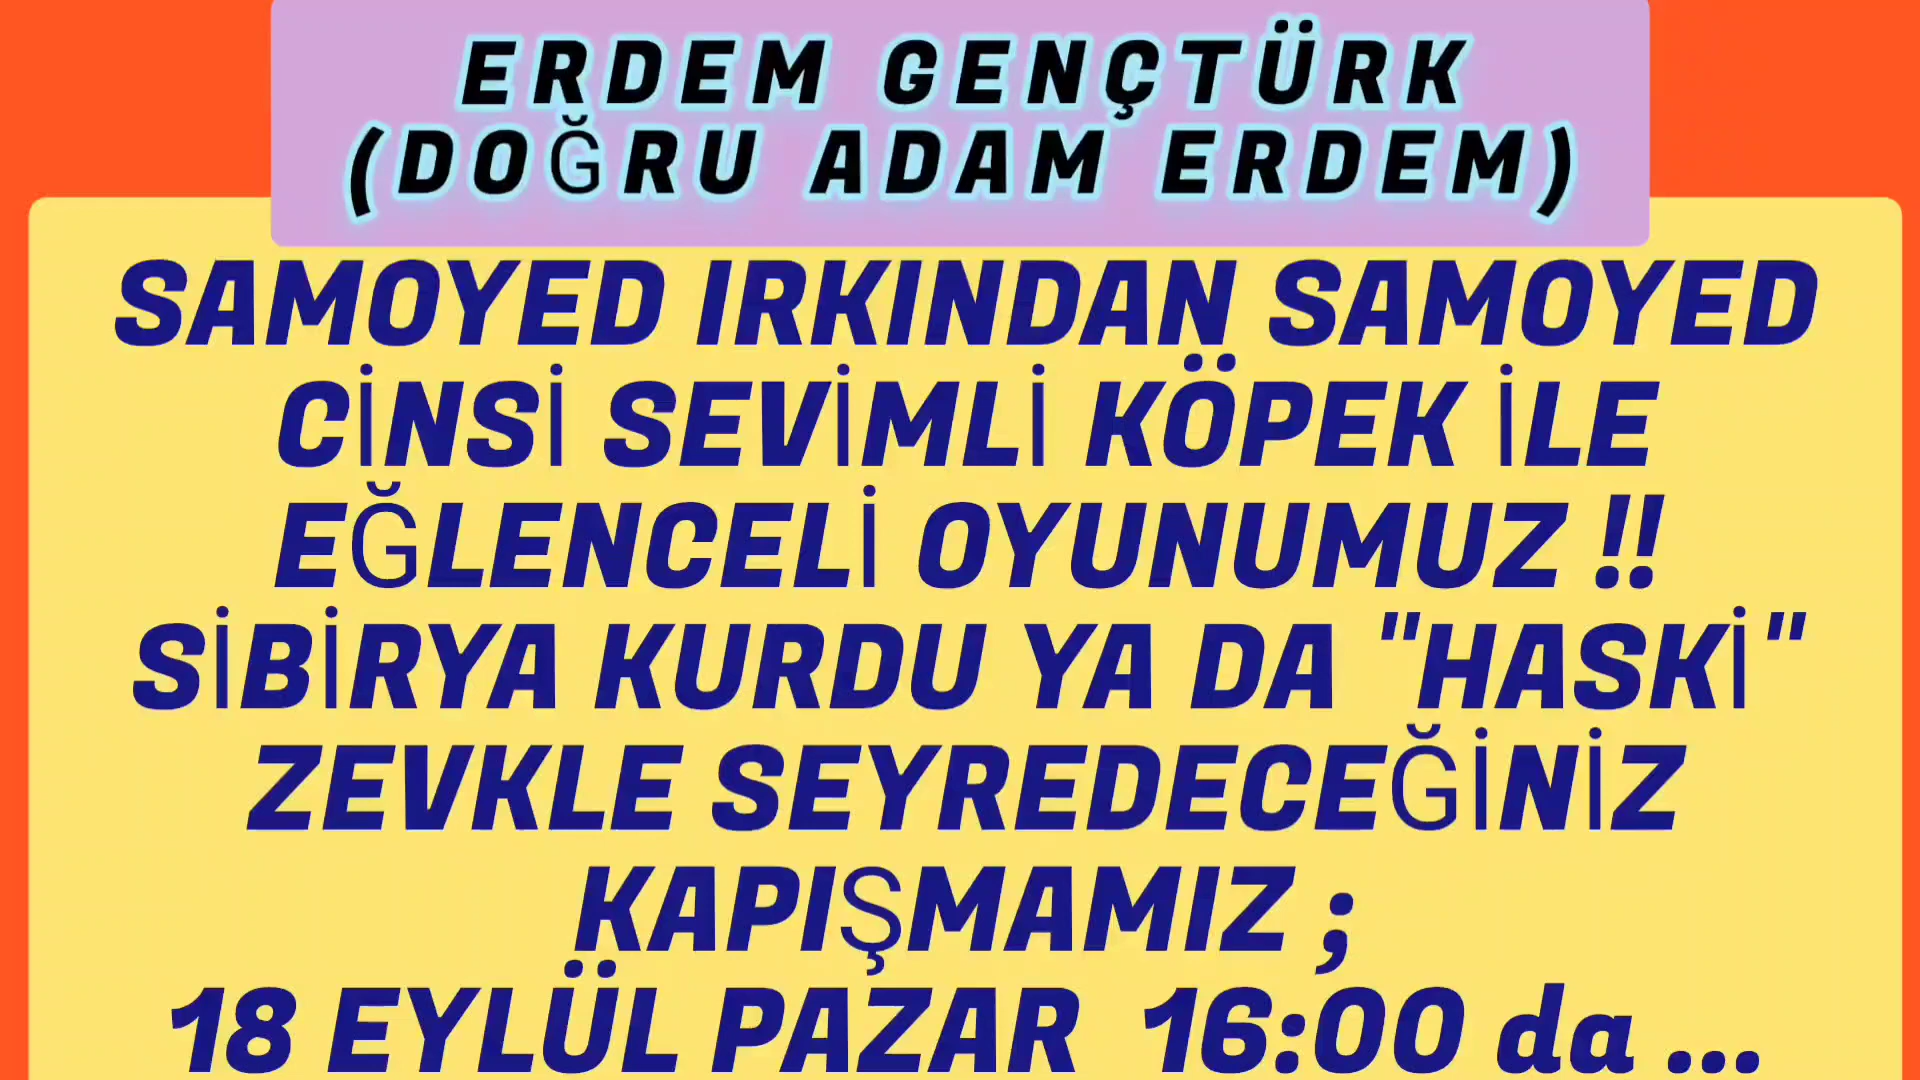 ERDEM GENÇTÜRK
(DOĞRU ADAM ERDEM)
SAMOYED IRKINDAN SAMOYED
CİNSİ SEVİMLİ KÖPEK İLE
EĞLENCELİ OYUNUMUZ !!
SİBİRYA KURDU YA DA "HASKİ"
ZEVKLE SEYREDECEĞİNİZ
KAPIŞMAMIZ ;
18 EYLÜL PAZAR 16:00 da ...